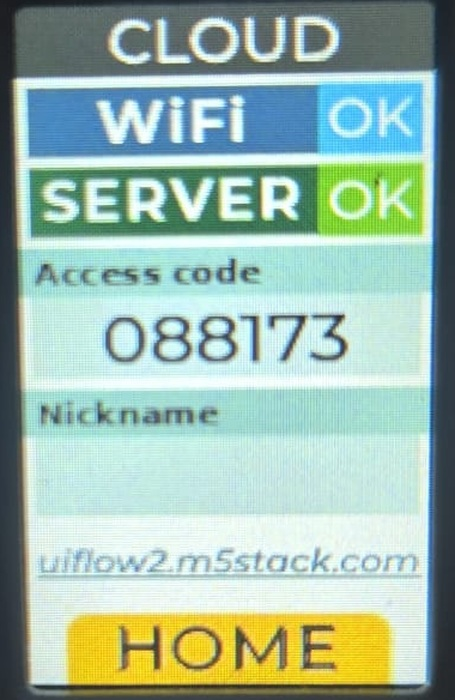 CLOUD
WiFi OK
SERVER OK
Access code
088173
Nickname
uiflow2.m5stack.com
HOME